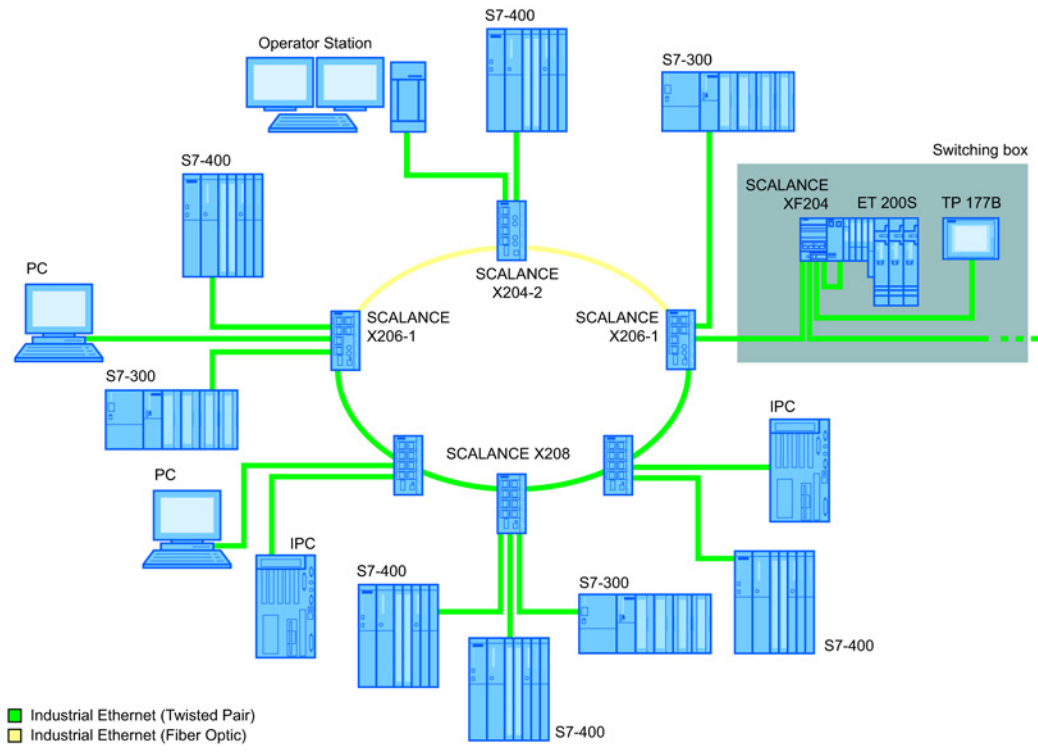 S7-400
Operator Station
S7-300
Switching box
S7-400
SCALANCE
XF204
ET 200S
TP 177B
PC
SCALANCE
X204-2
SCALANCE
X206-1
SCALANCE
X206-1
S7-300
IPC
SCALANCE X208
PC
IPC
S7-400
S7-300
S7-400
S7-400
Industrial Ethernet (Twisted Pair)
Industrial Ethernet (Fiber Optic)